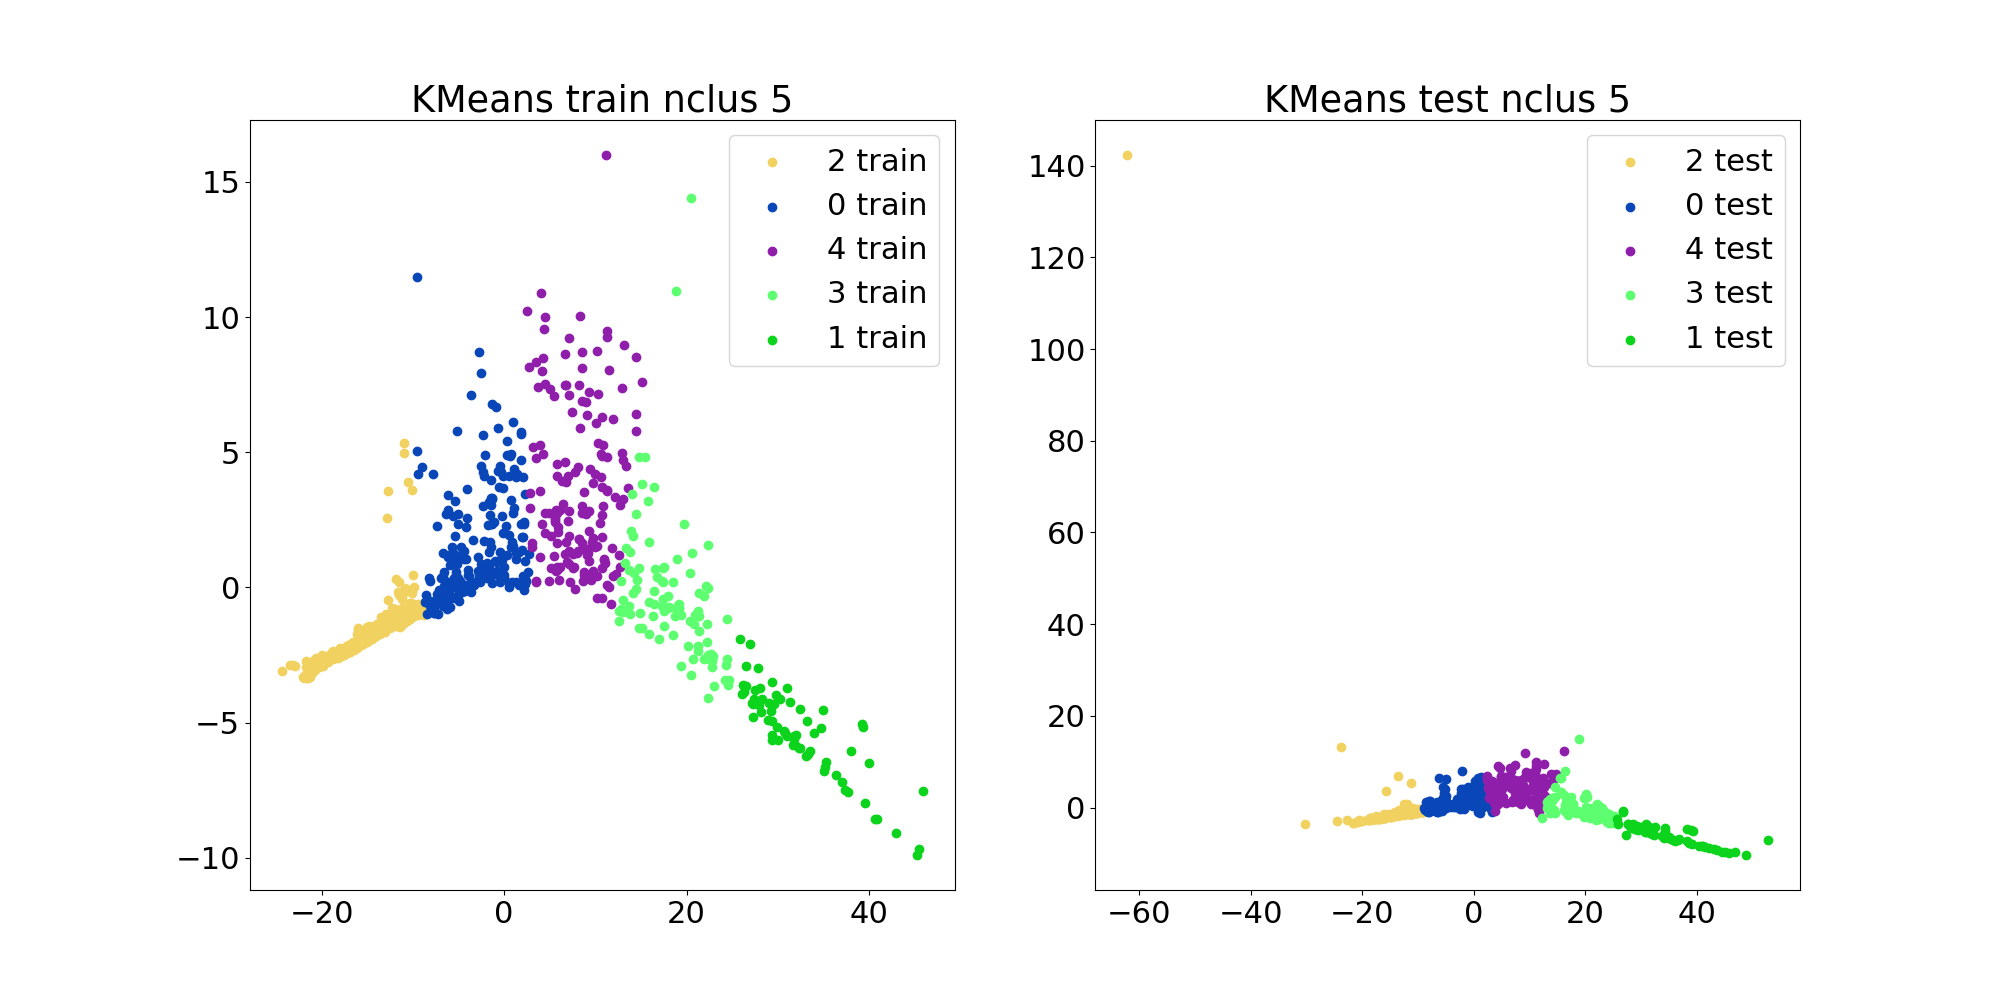 KMeans train nclus 5
15
10
5
0
−5
−10
−20
0
20
40
2 train
0 train
4 train
3 train
1 train
KMeans test nclus 5
140
120
100
80
60
40
20
0
−60
−40
−20
0
20
40
2 test
0 test
4 test
3 test
1 test